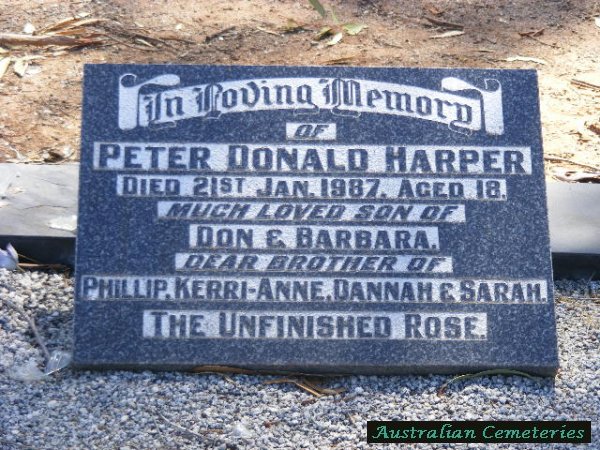 In Loving Memory
OF
PETER DONALD HARPER
DIED 21ST JAN. 1987. AGED 18.
MUCH LOVED SON OF
DON & BARBARA.
DEAR BROTHER OF
PHILLIP, KERRI-ANNE, DANNAH & SARAH.
THE UNFINISHED ROSE.
Australian Cemeteries